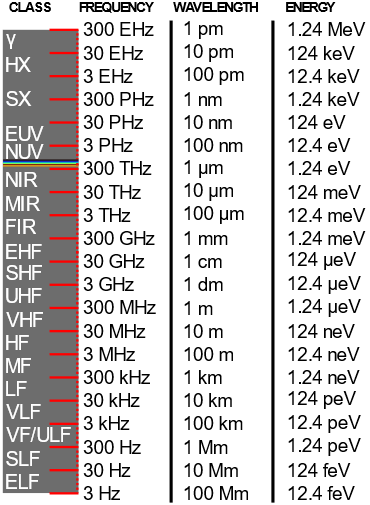 CLASS FREQUENCY WAVELENGTH ENERGY
γ 300 EHz 1 pm 1.24 MeV
30 EHz 10 pm 124 keV
HX 3 EHz 100 pm 12.4 keV
SX 300 PHz 1 nm 1.24 keV
30 PHz 10 nm 124 eV
EUV
NUV 3 PHz 100 nm 12.4 eV
300 THz 1 µm 1.24 eV
NIR 30 THz 10 µm 124 meV
MIR 3 THz 100 µm 12.4 meV
FIR 300 GHz 1 mm 1.24 meV
EHF 30 GHz 1 cm 124 µeV
SHF 3 GHz 1 dm 12.4 µeV
UHF 300 MHz 1 m 1.24 µeV
VHF 30 MHz 10 m 124 neV
HF 3 MHz 100 m 12.4 neV
MF 300 kHz 1 km 1.24 neV
LF 30 kHz 10 km 124 peV
VLF 3 kHz 100 km 12.4 peV
VF/ULF 300 Hz 1 Mm 1.24 peV
SLF 30 Hz 10 Mm 124 feV
ELF 3 Hz 100 Mm 12.4 feV